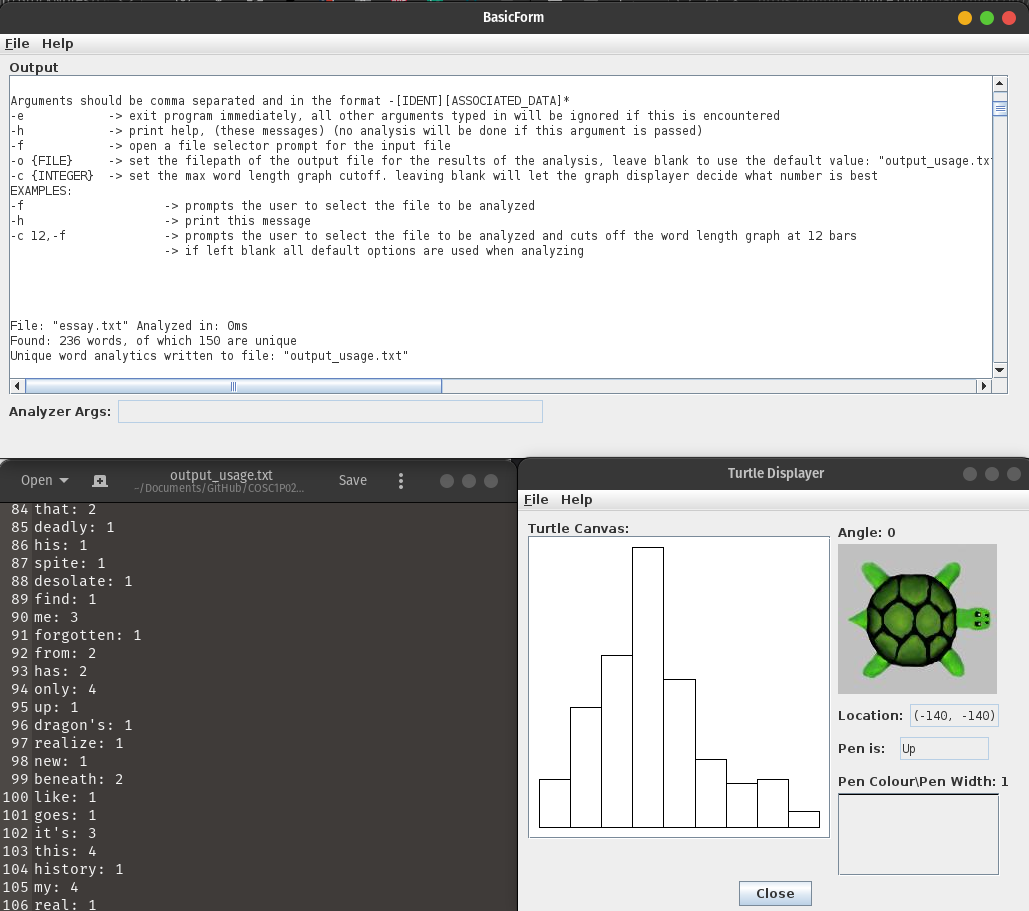 BasicForm
File Help
Output
Arguments should be comma separated and in the format -[IDENT][ASSOCIATED_DATA]*
-e -> exit program immediately, all other arguments typed in will be ignored if this is encountered
-h -> print help, (these messages) (no analysis will be done if this argument is passed)
-f -> open a file selector prompt for the input file
-o {FILE} -> set the filepath of the output file for the results of the analysis, leave blank to use the default value: "output_usage.tx
-c {INTEGER} -> set the max word length graph cutoff. leaving blank will let the graph displayer decide what number is best
EXAMPLES:
-f -> prompts the user to select the file to be analyzed
-h -> print this message
-c 12,-f -> prompts the user to select the file to be analyzed and cuts off the word length graph at 12 bars
-> if left blank all default options are used when analyzing
File: "essay.txt" Analyzed in: 0ms
Found: 236 words, of which 150 are unique
Unique word analytics written to file: "output_usage.txt"
Analyzer Args:
Open output_usage.txt Save
~/Documents/GitHub/COSC1P02...
84 that: 2
85 deadly: 1
86 his: 1
87 spite: 1
88 desolate: 1
89 find: 1
90 me: 3
91 forgotten: 1
92 from: 2
93 has: 2
94 only: 4
95 up: 1
96 dragon's: 1
97 realize: 1
98 new: 1
99 beneath: 2
100 like: 1
101 goes: 1
102 it's: 3
103 this: 4
104 history: 1
105 my: 4
106 real: 1
Turtle Displayer
File Help
Turtle Canvas:
Angle: 0
Location: (-140, -140)
Pen is: Up
Pen Colour\Pen Width: 1
Close